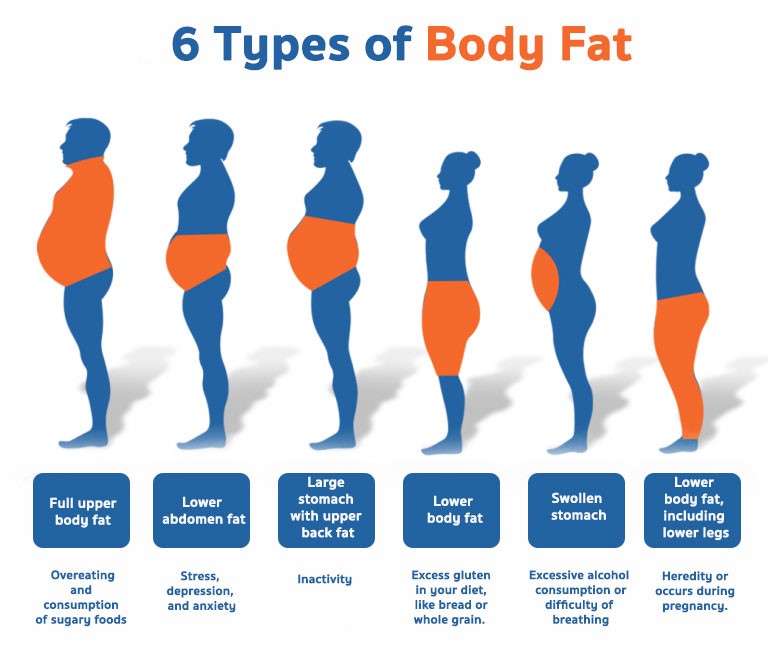 6 Types of Body Fat
Full upper
body fat
Lower
abdomen fat
Large
stomach
with upper
back fat
Lower
body fat
Swollen
stomach
Lower
body fat,
including
lower legs
Overeating
and
consumption
of sugary foods
Stress,
depression,
and anxiety
Inactivity
Excess gluten
in your diet,
like bread or
whole grain.
Excessive alcohol
consumption or
difficulty of
breathing
Heredity or
occurs during
pregnancy.